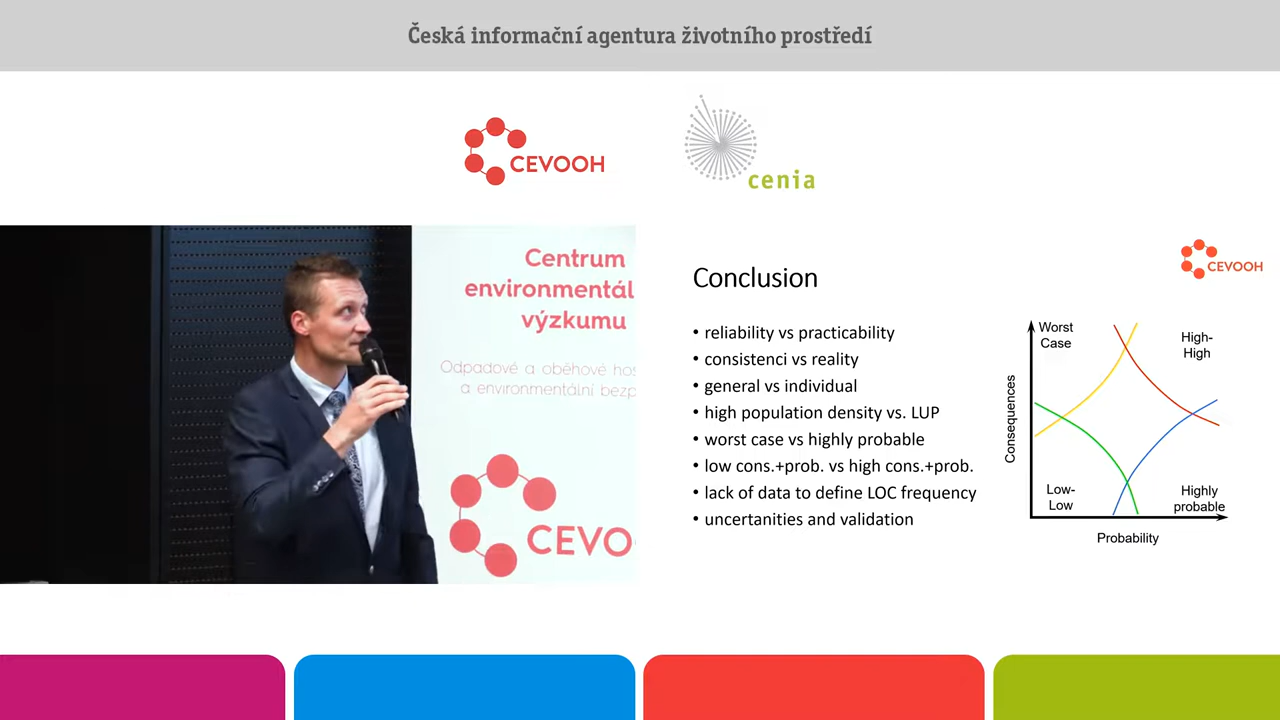 Česká informační agentura životního prostředí
CEVOOH
cenia
Centrum
environmentál
výzkumu
Odpadové a oběhové hos
a environmentální bezp
CEVO
CEVOOH
Conclusion
• reliability vs practicability
• consistenci vs reality
• general vs individual
• high population density vs. LUP
• worst case vs highly probable
• low cons.+prob. vs high cons.+prob.
• lack of data to define LOC frequency
• uncertanities and validation
Worst
Case
High-
High
Consequences
Low-
Low
Highly
probable
Probability